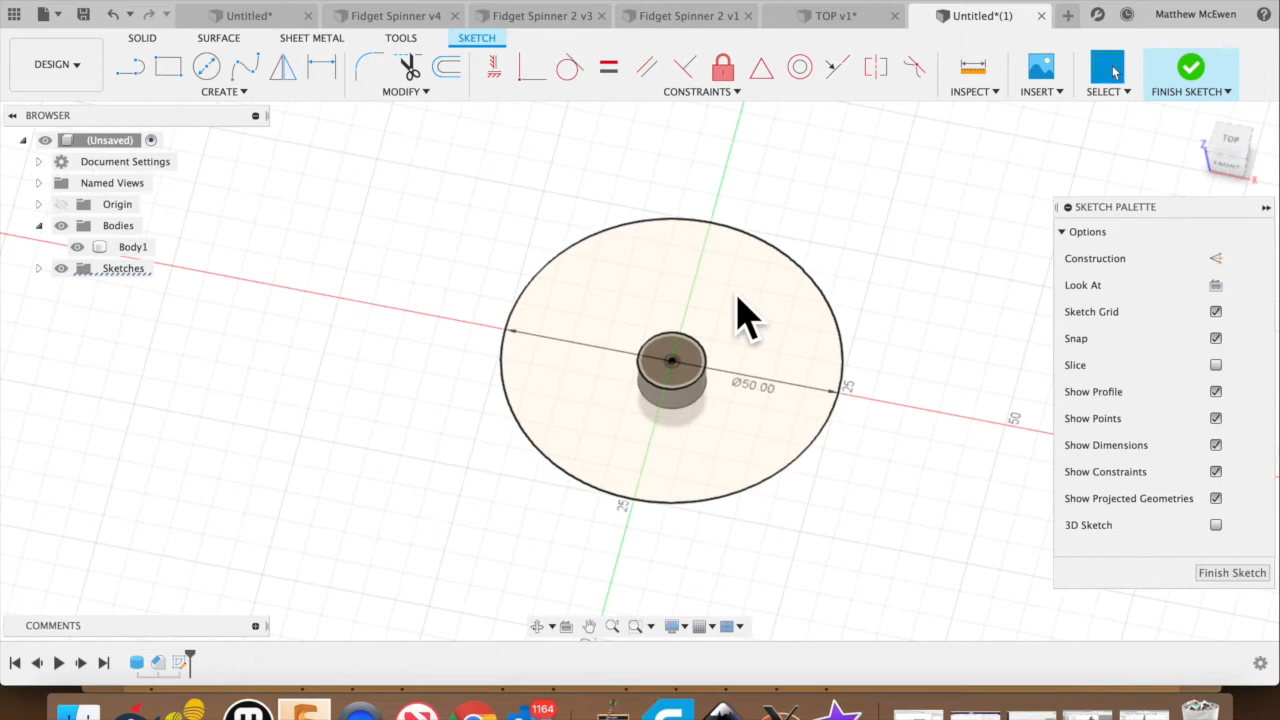 Untitled*
Fidget Spinner v4
Fidget Spinner 2 v3
Fidget Spinner 2 v1
TOP v1*
Untitled*(1)
Matthew McEwen
SOLID
SURFACE
SHEET METAL
TOOLS
SKETCH
DESIGN
CREATE
MODIFY
CONSTRAINTS
INSPECT
INSERT
SELECT
FINISH SKETCH
BROWSER
(Unsaved)
Document Settings
Named Views
Origin
Bodies
Body1
Sketches
TOP
FRONT
Z
X
Ø50.00
25
50
25
SKETCH PALETTE
Options
Construction
Look At
Sketch Grid
Snap
Slice
Show Profile
Show Points
Show Dimensions
Show Constraints
Show Projected Geometries
3D Sketch
Finish Sketch
COMMENTS
1164